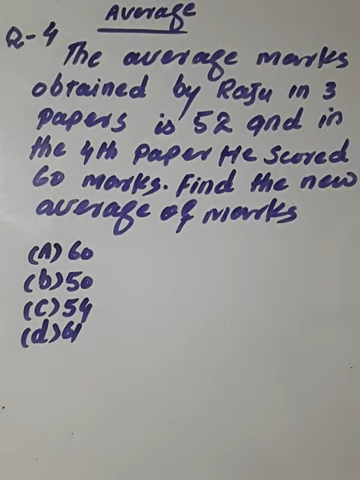 Average
Q-4
The average marks
obtained by Raju in 3
papers is 52 and in
the 4th paper He scored
60 marks. Find the new
average of marks
(A) 60
(b) 50
(C) 54
(d) 61